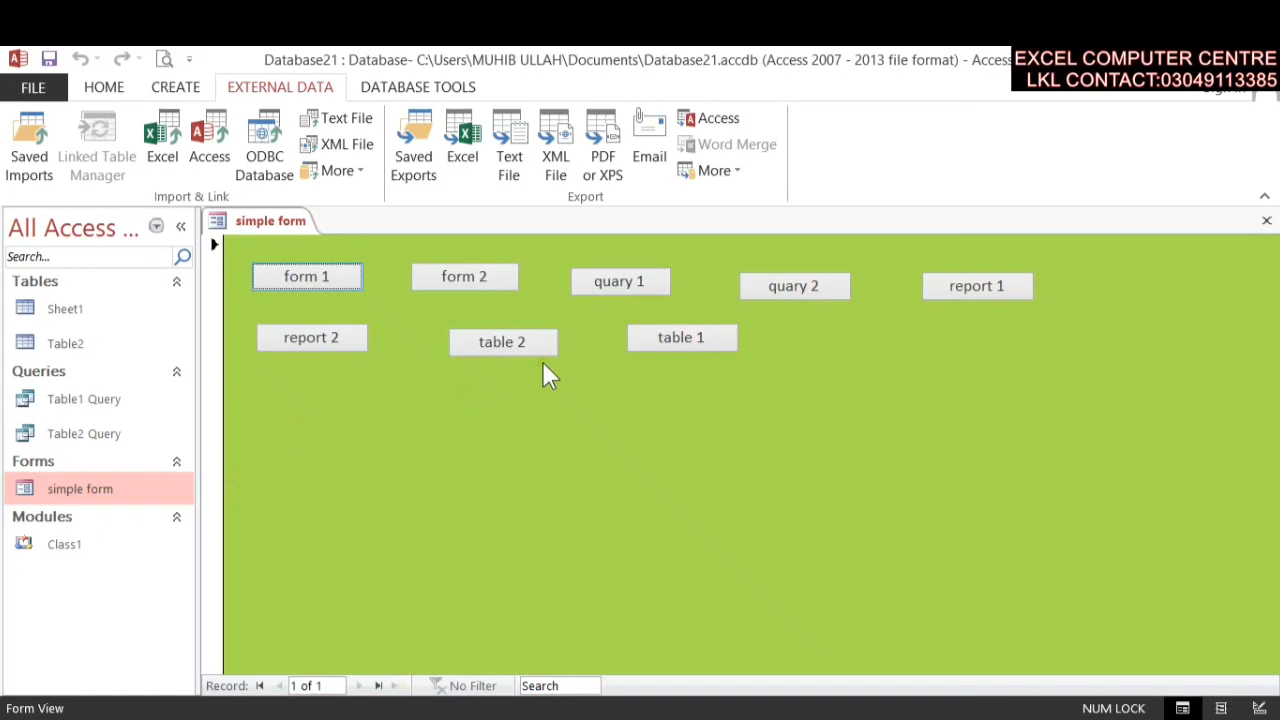 Database21 : Database- C:\Users\MUHIB ULLAH\Documents\Database21.accdb (Access 2007 - 2013 file format) - Acces
EXCEL COMPUTER CENTRE
LKL CONTACT:03049113385
FILE HOME CREATE EXTERNAL DATA DATABASE TOOLS
Saved Imports
Linked Table Manager
Excel
Access
ODBC Database
Text File
XML File
More
Import & Link
Saved Exports
Excel
Text File
XML File
PDF or XPS
Email
Access
Word Merge
More
Export
All Access ...
Search...
Tables
Sheet1
Table2
Queries
Table1 Query
Table2 Query
Forms
simple form
Modules
Class1
simple form
form 1 form 2 quary 1 quary 2 report 1
report 2 table 2 table 1
Record: 1 of 1 No Filter Search
Form View NUM LOCK